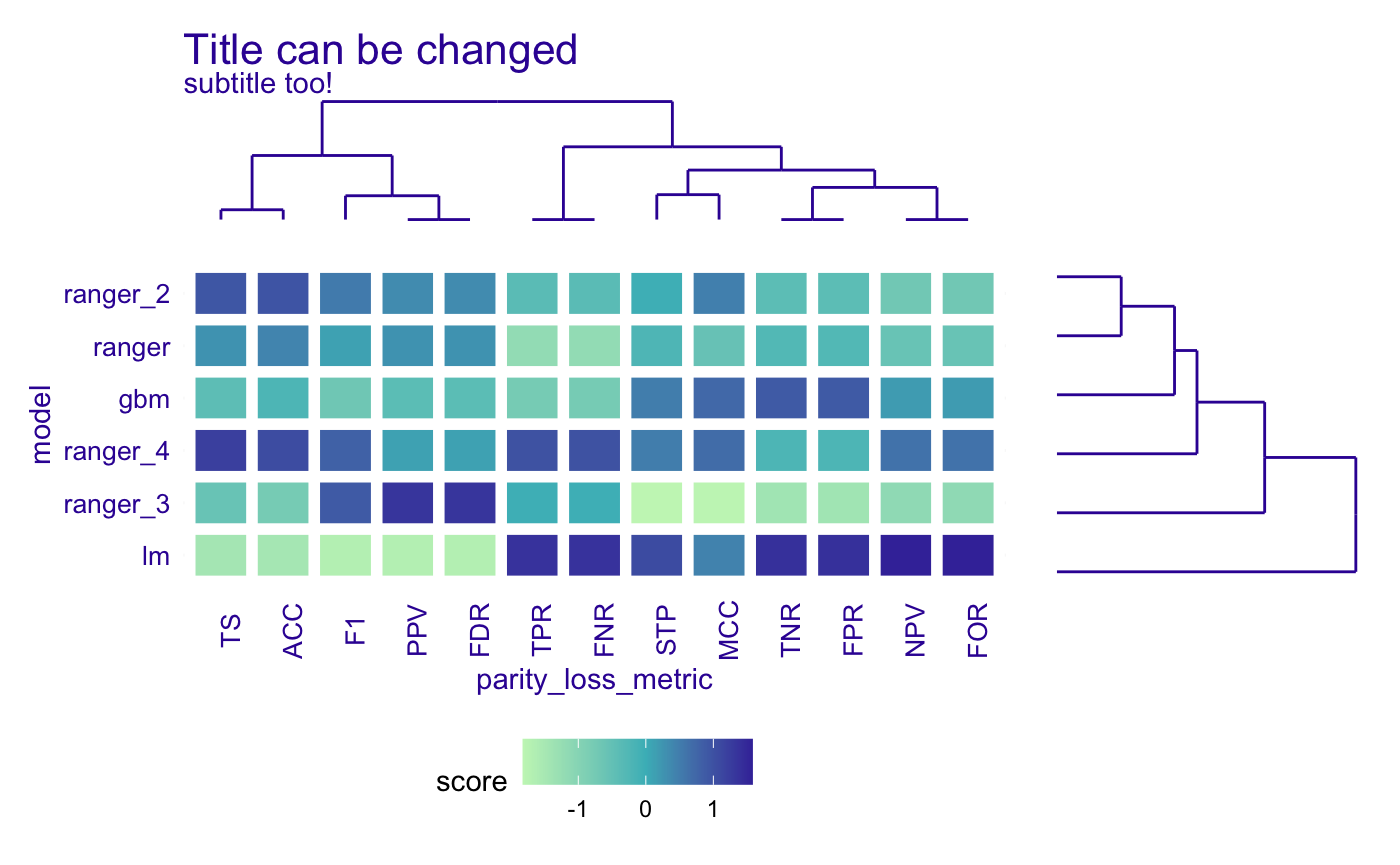 Title can be changed
subtitle too!
model
ranger_2
ranger
gbm
ranger_4
ranger_3
lm
TS ACC F1 PPV FDR TPR FNR STP MCC TNR FPR NPV FOR
parity_loss_metric
score
-1 0 1